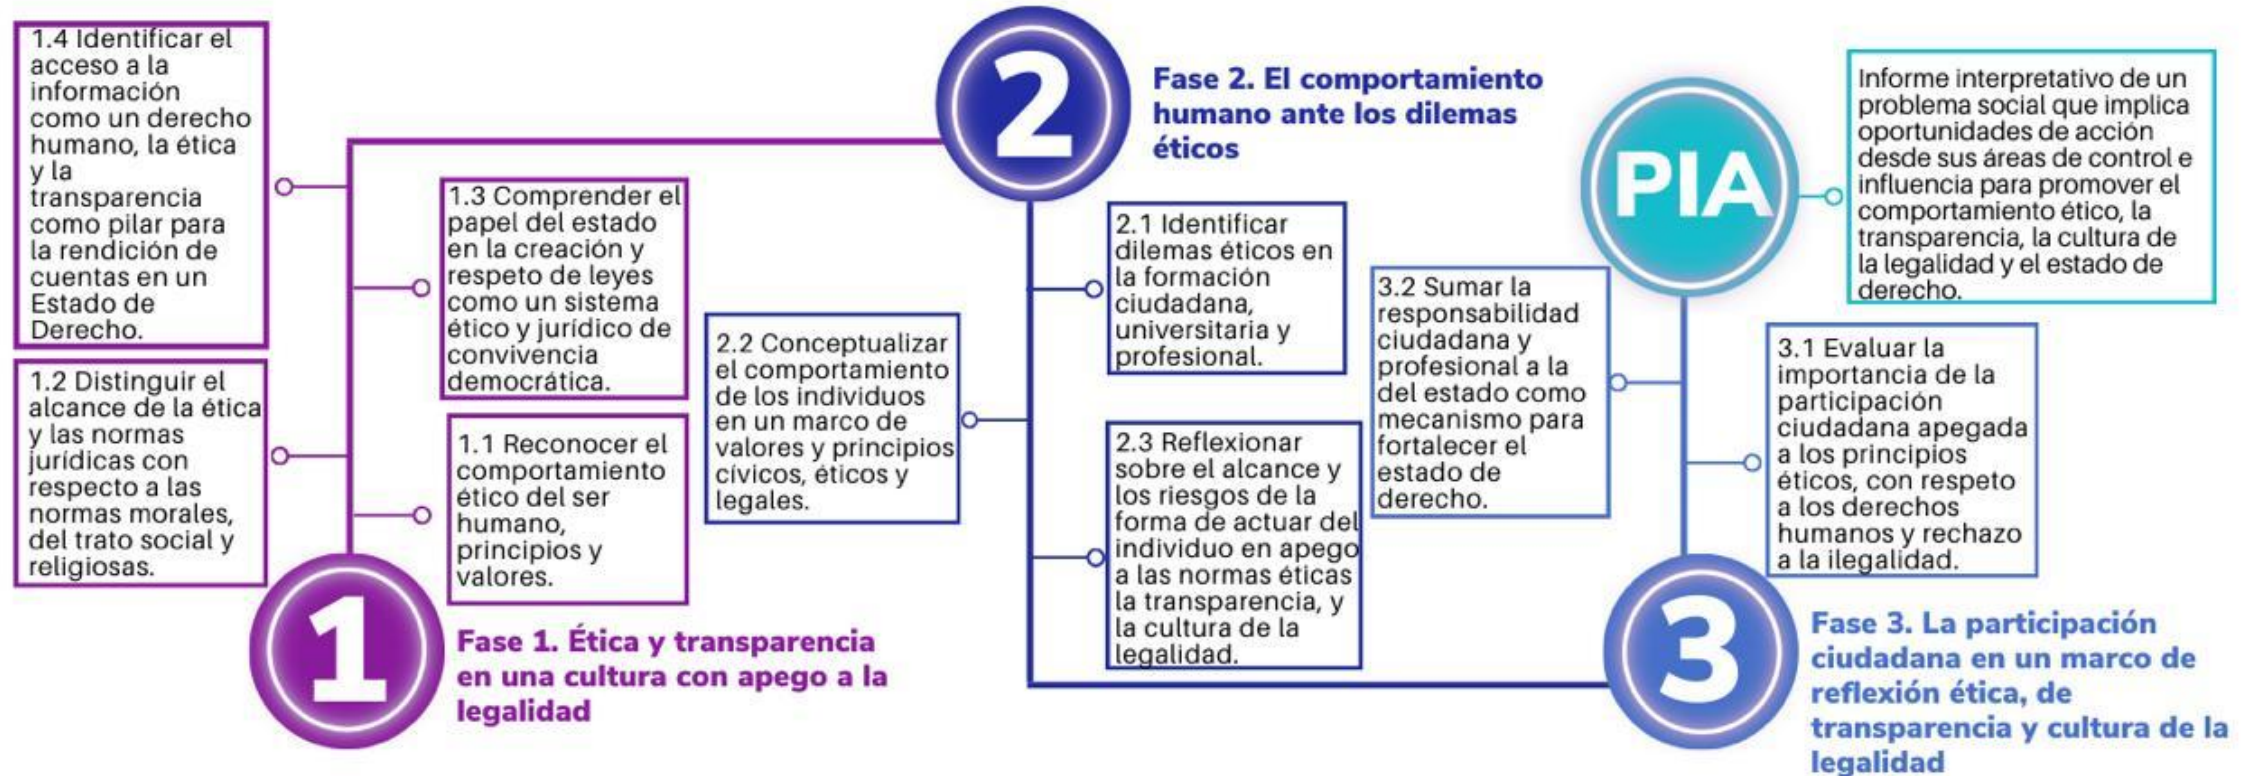 1.4 Identificar el
acceso a la
información
como un derecho
humano, la ética
y la
transparencia
como pilar para
la rendición de
cuentas en un
Estado de
Derecho.
1.2 Distinguir el
alcance de la ética
y las normas
jurídicas con
respecto a las
normas morales,
del trato social y
religiosas.
1.3 Comprender el
papel del estado
en la creación y
respeto de leyes
como un sistema
ético y jurídico de
convivencia
democrática.
1.1 Reconocer el
comportamiento
ético del ser
humano,
principios y
valores.
1
Fase 1. Ética y transparencia
en una cultura con apego a la
legalidad
2
Fase 2. El comportamiento
humano ante los dilemas
éticos
2.2 Conceptualizar
el comportamiento
de los individuos
en un marco de
valores y principios
cívicos, éticos y
legales.
2.1 Identificar
dilemas éticos en
la formación
ciudadana,
universitaria y
profesional.
2.3 Reflexionar
sobre el alcance y
los riesgos de la
forma de actuar del
individuo en apego
a las normas éticas
la transparencia, y
la cultura de la
legalidad.
3.2 Sumar la
responsabilidad
ciudadana y
profesional a la
del estado como
mecanismo para
fortalecer el
estado de
derecho.
PIA
Informe interpretativo de un
problema social que implica
oportunidades de acción
desde sus áreas de control e
influencia para promover el
comportamiento ético, la
transparencia, la cultura de
la legalidad y el estado de
derecho.
3.1 Evaluar la
importancia de la
participación
ciudadana apegada
a los principios
éticos, con respeto
a los derechos
humanos y rechazo
a la ilegalidad.
3
Fase 3. La participación
ciudadana en un marco de
reflexión ética, de
transparencia y cultura de la
legalidad